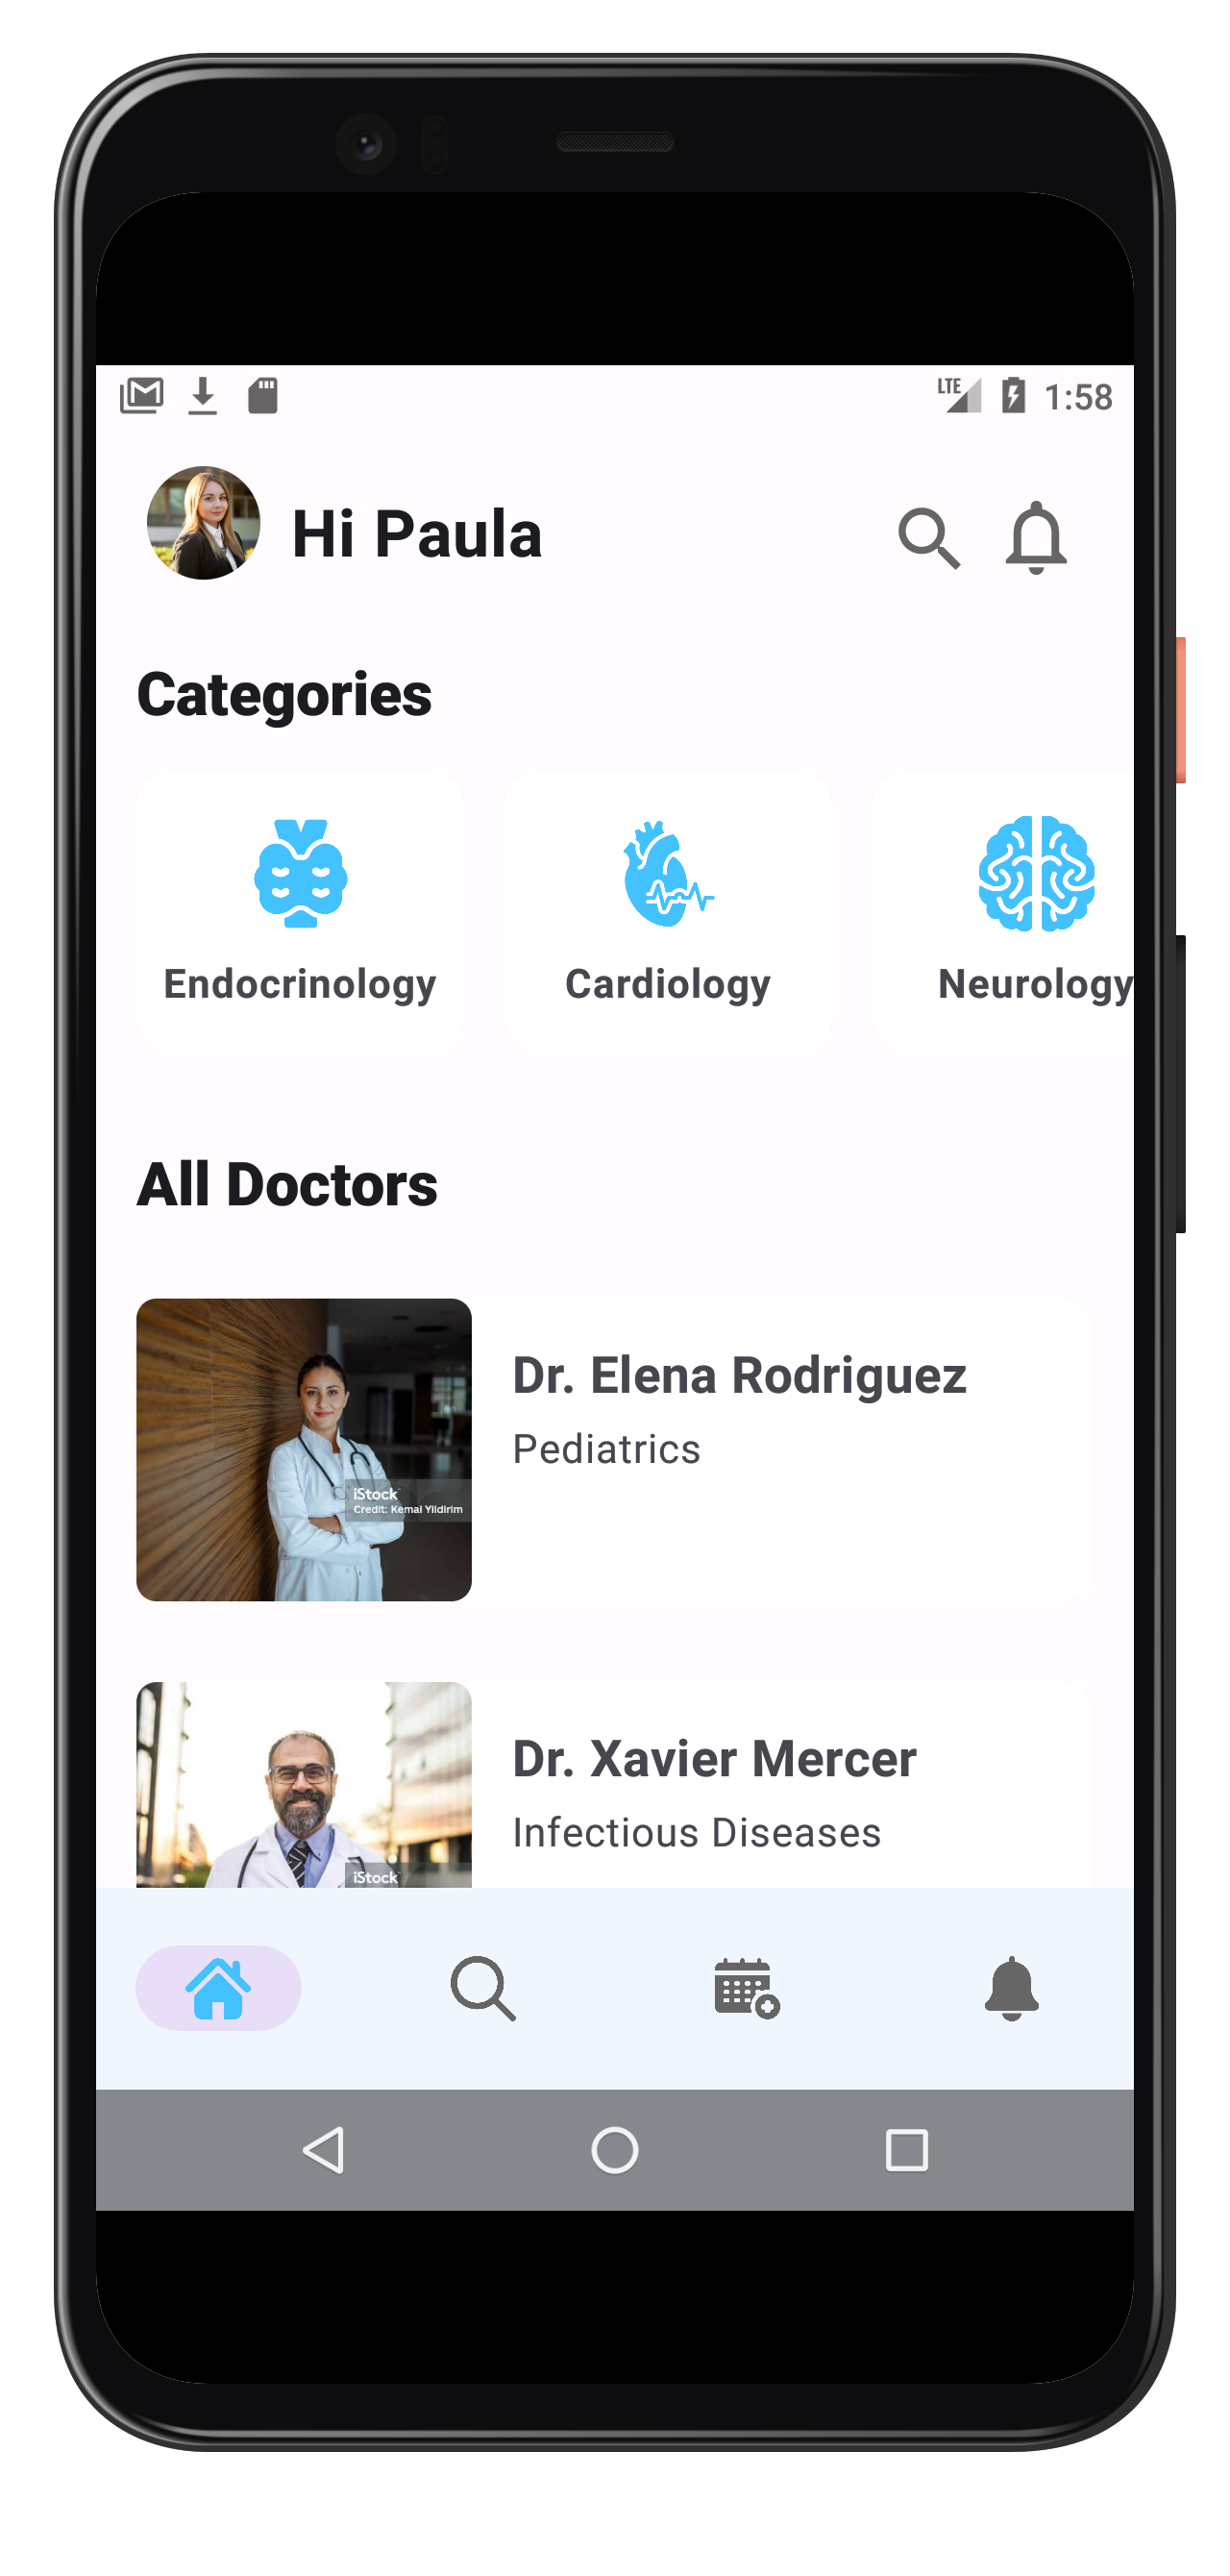 LTE 1:58
Hi Paula
Categories
Endocrinology
Cardiology
Neurology
All Doctors
iStock
Credit: Kemal Yildirim
Dr. Elena Rodriguez
Pediatrics
iStock
Dr. Xavier Mercer
Infectious Diseases